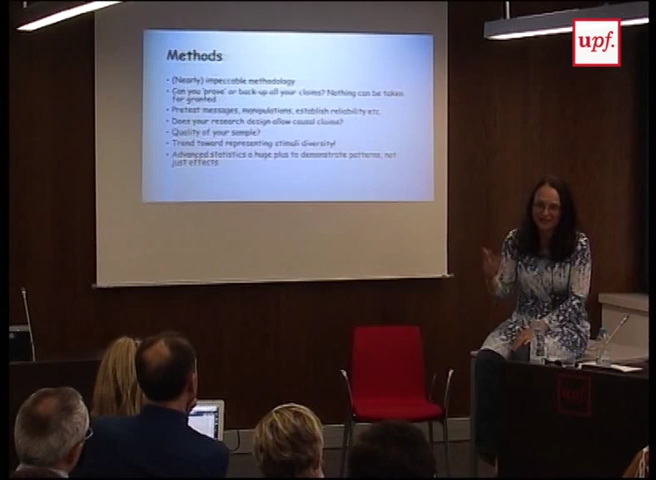 upf.
Methods
• (Nearly) impeccable methodology
• Can you 'prove' or back-up all your claims? Nothing can be taken
for granted
• Pretest messages, manipulations, establish reliability etc.
• Does your research design allow causal claims?
• Quality of your sample?
• Trend toward representing stimuli diversity!
• Advanced statistics a huge plus to demonstrate patterns, not
just effects
upf.